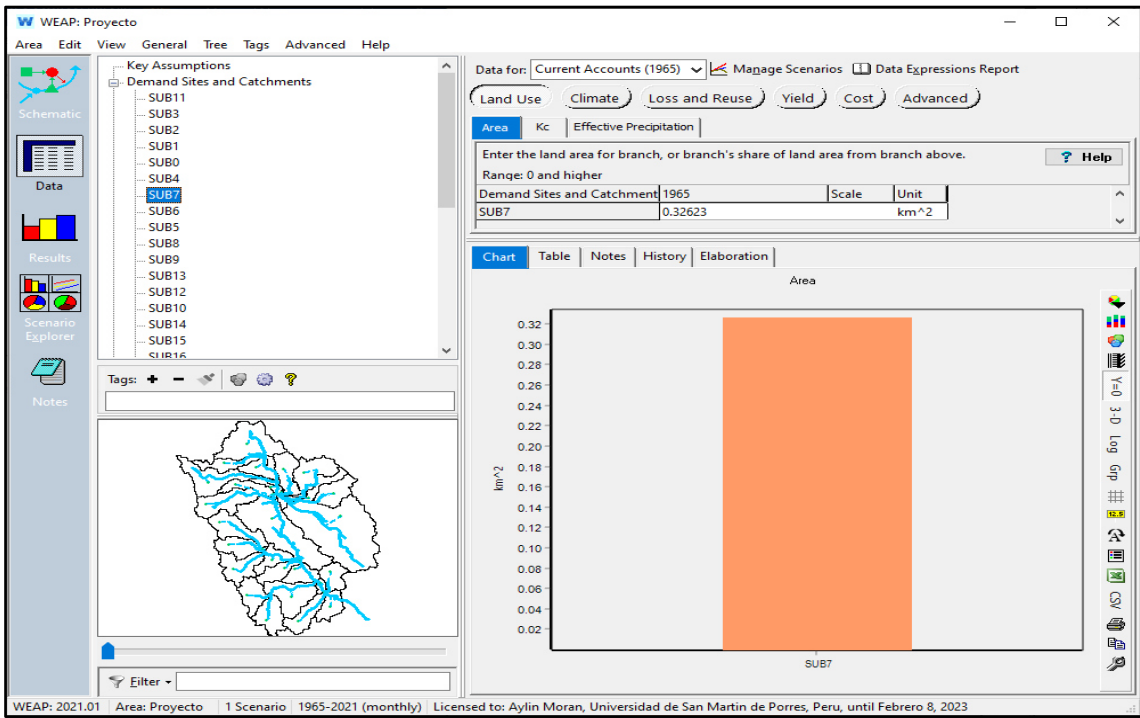 WEAP: Proyecto
Area Edit View General Tree Tags Advanced Help
Schematic
Data
Results
Scenario
Explorer
Notes
Key Assumptions
Demand Sites and Catchments
SUB11
SUB3
SUB2
SUB1
SUB0
SUB4
SUB7
SUB6
SUB5
SUB8
SUB9
SUB13
SUB12
SUB10
SUB14
SUB15
SUB16
Tags:
Filter
Data for: Current Accounts (1965) Manage Scenarios Data Expressions Report
Land Use Climate Loss and Reuse Yield Cost Advanced
Area Kc Effective Precipitation
Enter the land area for branch, or branch's share of land area from branch above.
? Help
Range: 0 and higher
Demand Sites and Catchment 1965 Scale Unit
SUB7 0.32623 km^2
Chart Table Notes History Elaboration
Area
0.32
0.30
0.28
0.26
0.24
0.22
0.20
0.18
0.16
0.14
0.12
0.10
0.08
0.06
0.04
0.02
km^2
SUB7
Y=0
3-D
Log
Grp
12.5
A
CSV
WEAP: 2021.01 Area: Proyecto 1 Scenario 1965-2021 (monthly) Licensed to: Aylin Moran, Universidad de San Martin de Porres, Peru, until Febrero 8, 2023